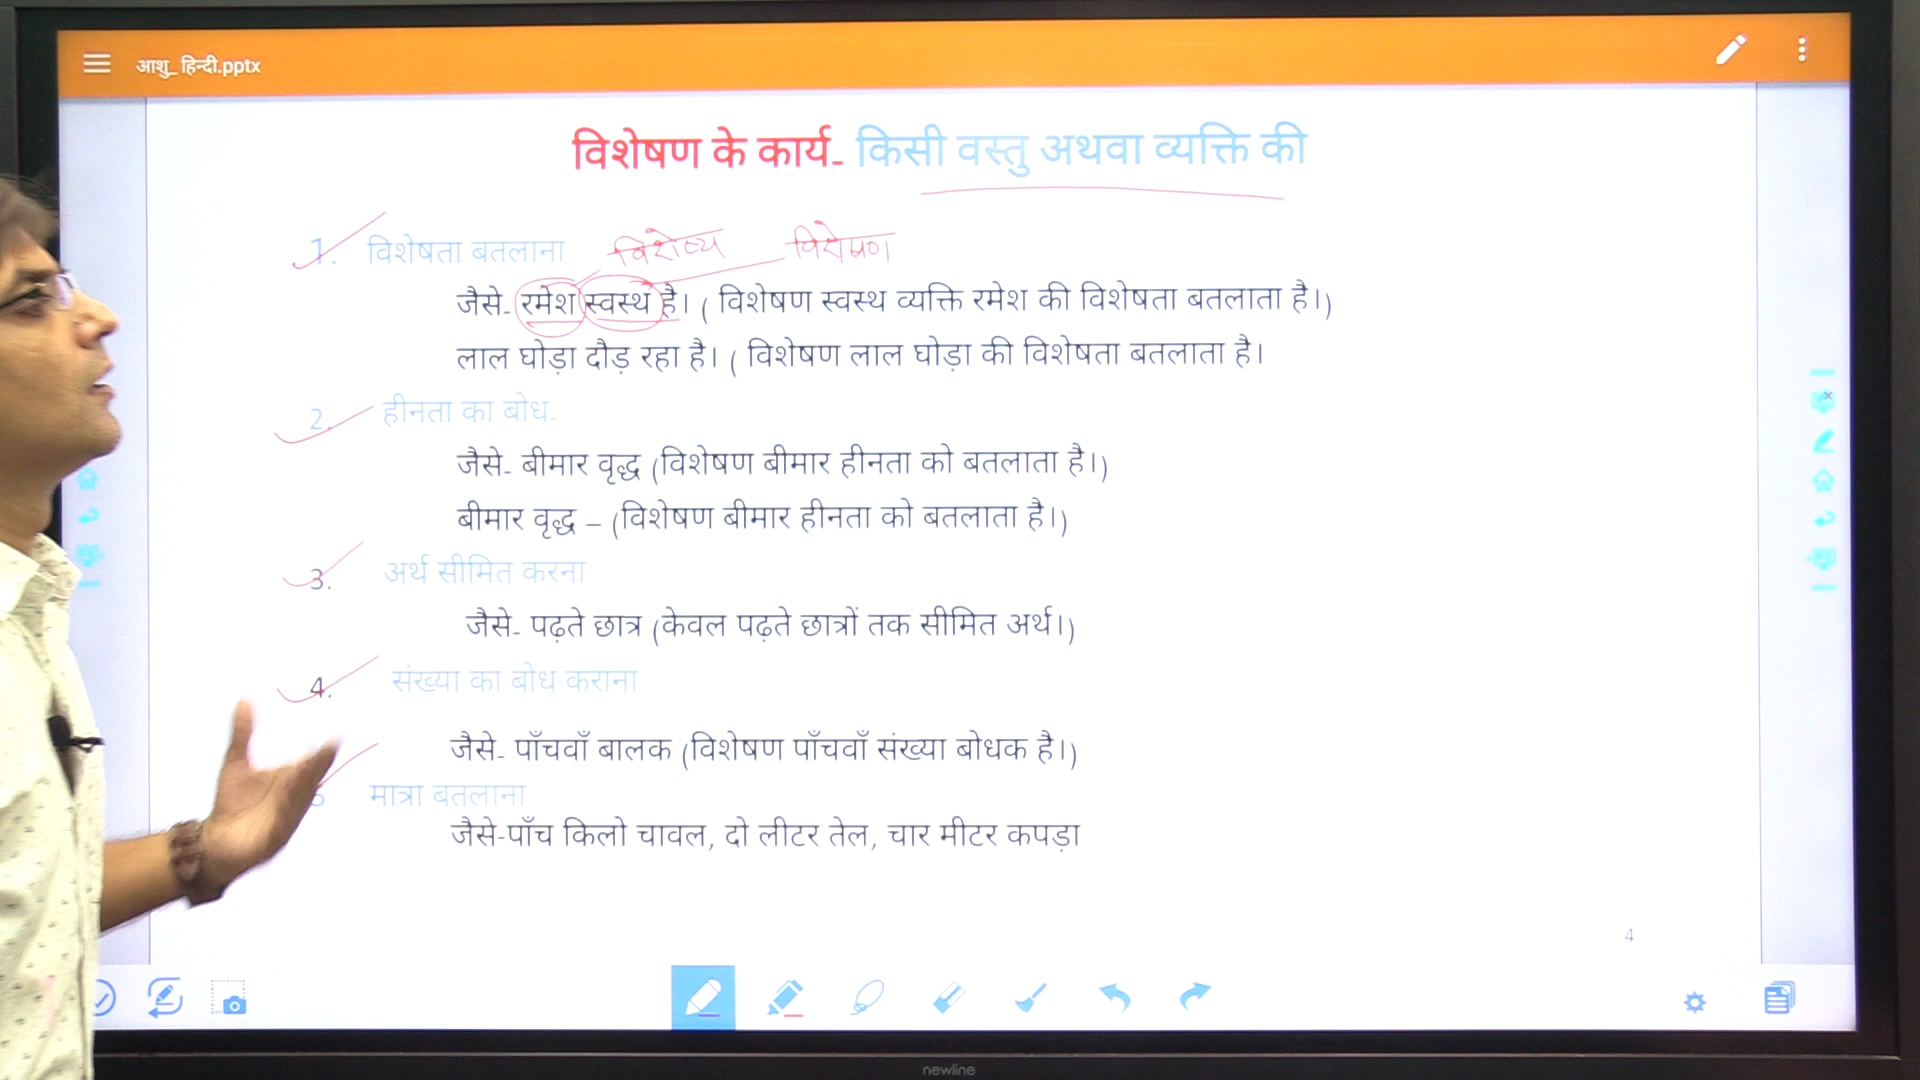 आशु_ हिन्दी.pptx
विशेषण के कार्य- किसी वस्तु अथवा व्यक्ति की
1. विशेषता बतलाना विशेष्य विशेषण
जैसे- रमेश स्वस्थ है। ( विशेषण स्वस्थ व्यक्ति रमेश की विशेषता बतलाता है।)
लाल घोड़ा दौड़ रहा है। ( विशेषण लाल घोड़ा की विशेषता बतलाता है।
2. हीनता का बोध-
जैसे- बीमार वृद्ध (विशेषण बीमार हीनता को बतलाता है।)
बीमार वृद्ध – (विशेषण बीमार हीनता को बतलाता है।)
3. अर्थ सीमित करना
जैसे- पढ़ते छात्र (केवल पढ़ते छात्रों तक सीमित अर्थ।)
4. संख्या का बोध कराना
जैसे- पाँचवाँ बालक (विशेषण पाँचवाँ संख्या बोधक है।)
मात्रा बतलाना
जैसे-पाँच किलो चावल, दो लीटर तेल, चार मीटर कपड़ा
4
newline